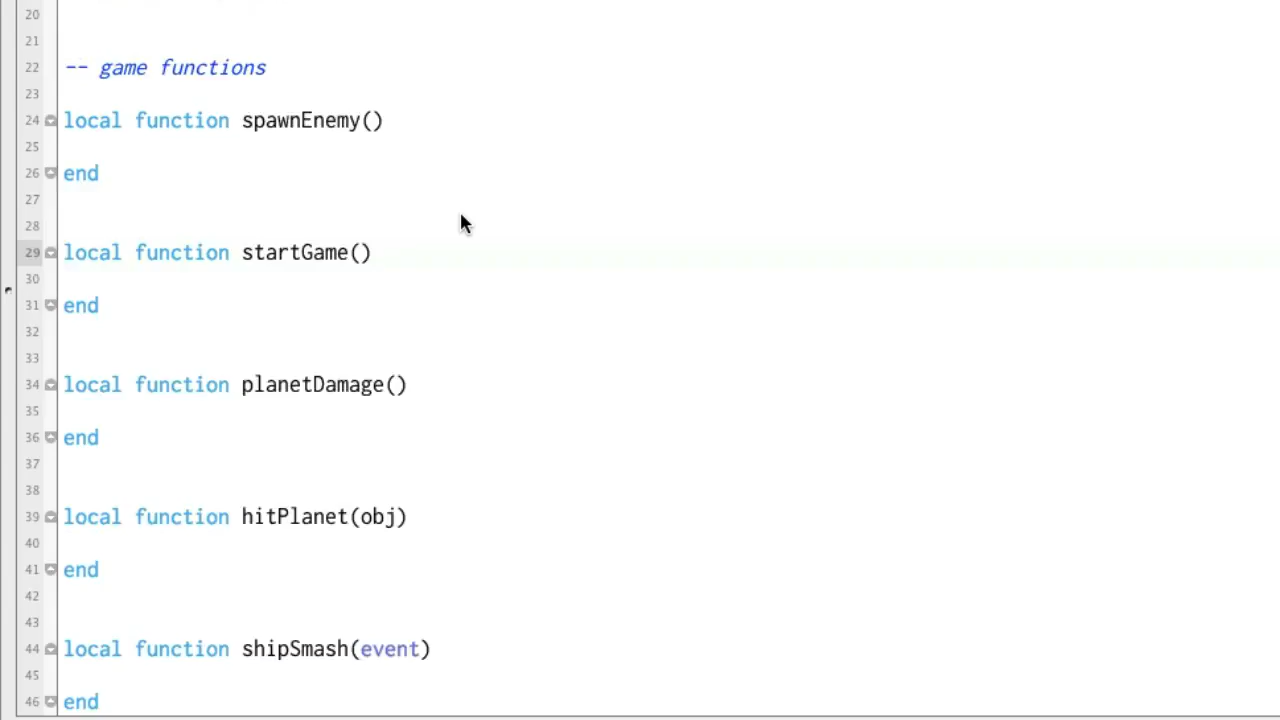 20
21
22 -- game functions
23
24 local function spawnEnemy()
25
26 end
27
28
29 local function startGame()
30
31 end
32
33
34 local function planetDamage()
35
36 end
37
38
39 local function hitPlanet(obj)
40
41 end
42
43
44 local function shipSmash(event)
45
46 end